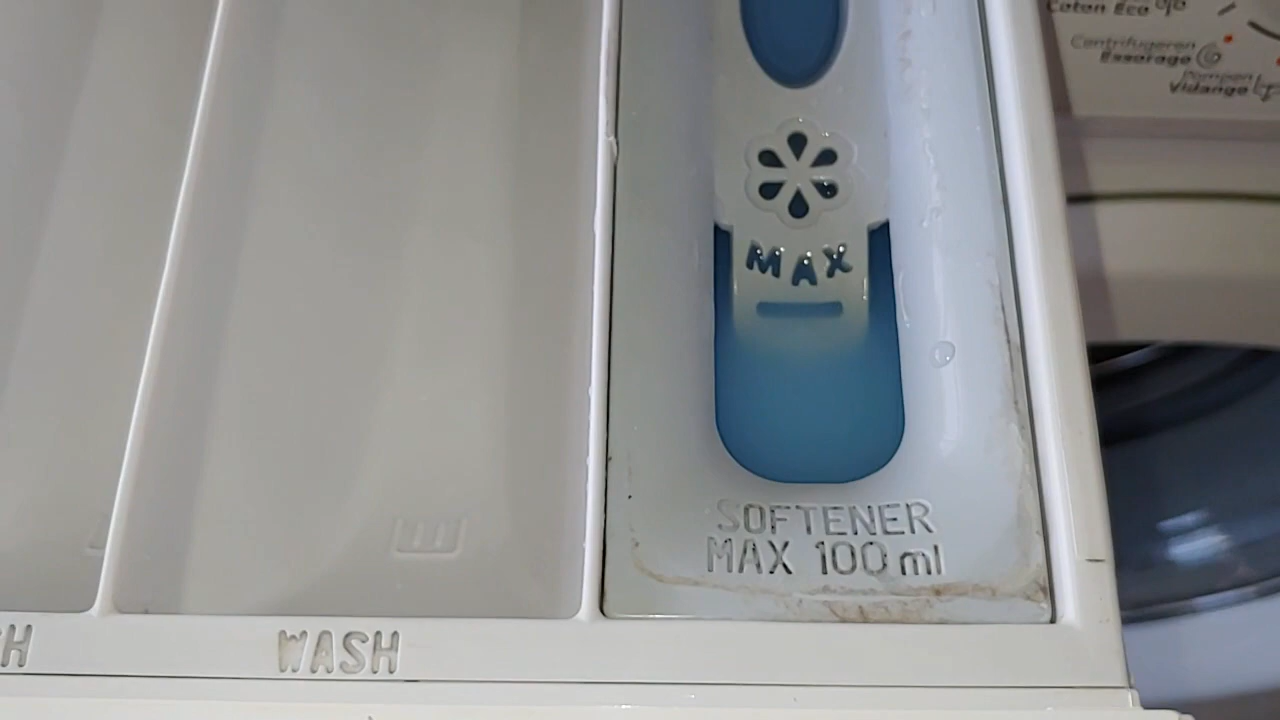 Coton Eco
Centrifugeren
Essorage
Pompen
Vidange
MAX
SOFTENER
MAX 100 ml
WASH